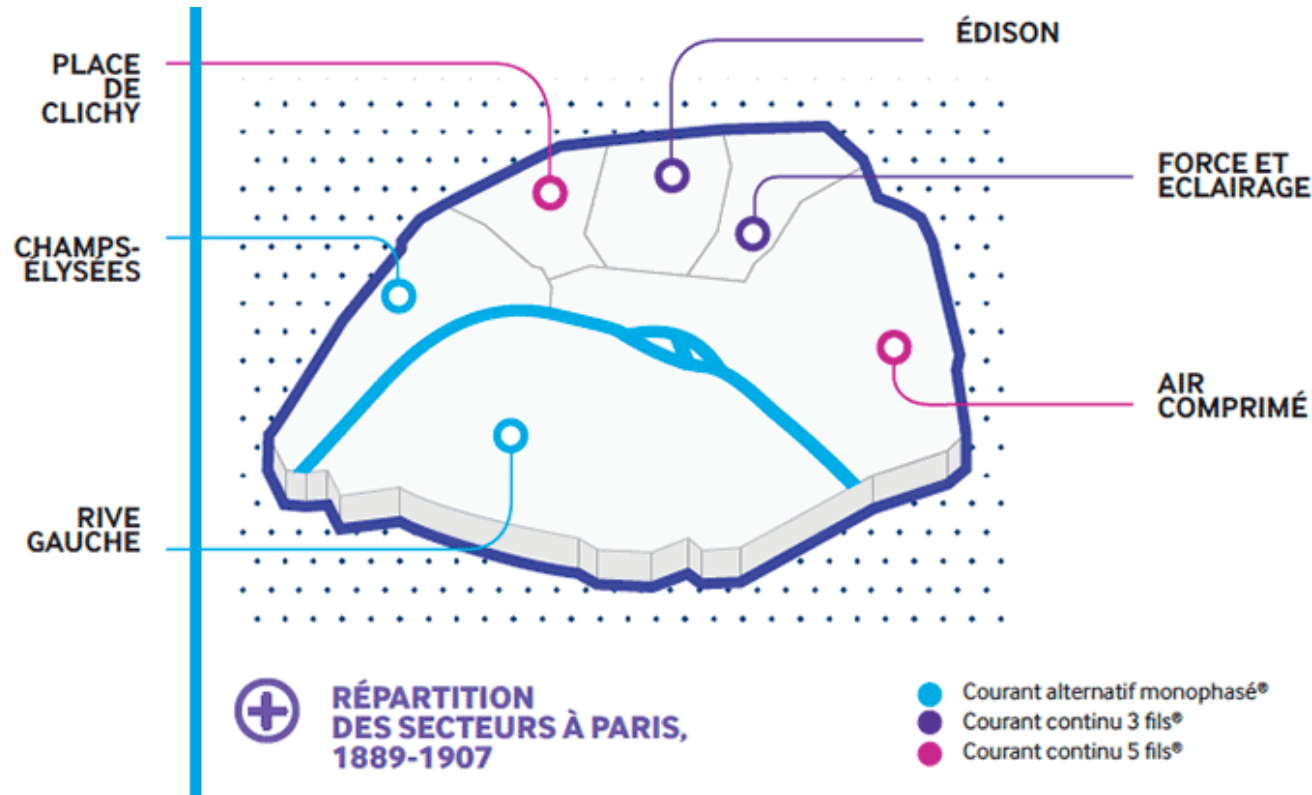 ÉDISON
PLACE
DE
CLICHY
FORCE ET
ECLAIRAGE
CHAMPS-
ÉLYSÉES
AIR
COMPRIMÉ
RIVE
GAUCHE
RÉPARTITION
DES SECTEURS À PARIS,
1889-1907
Courant alternatif monophasé®
Courant continu 3 fils®
Courant continu 5 fils®